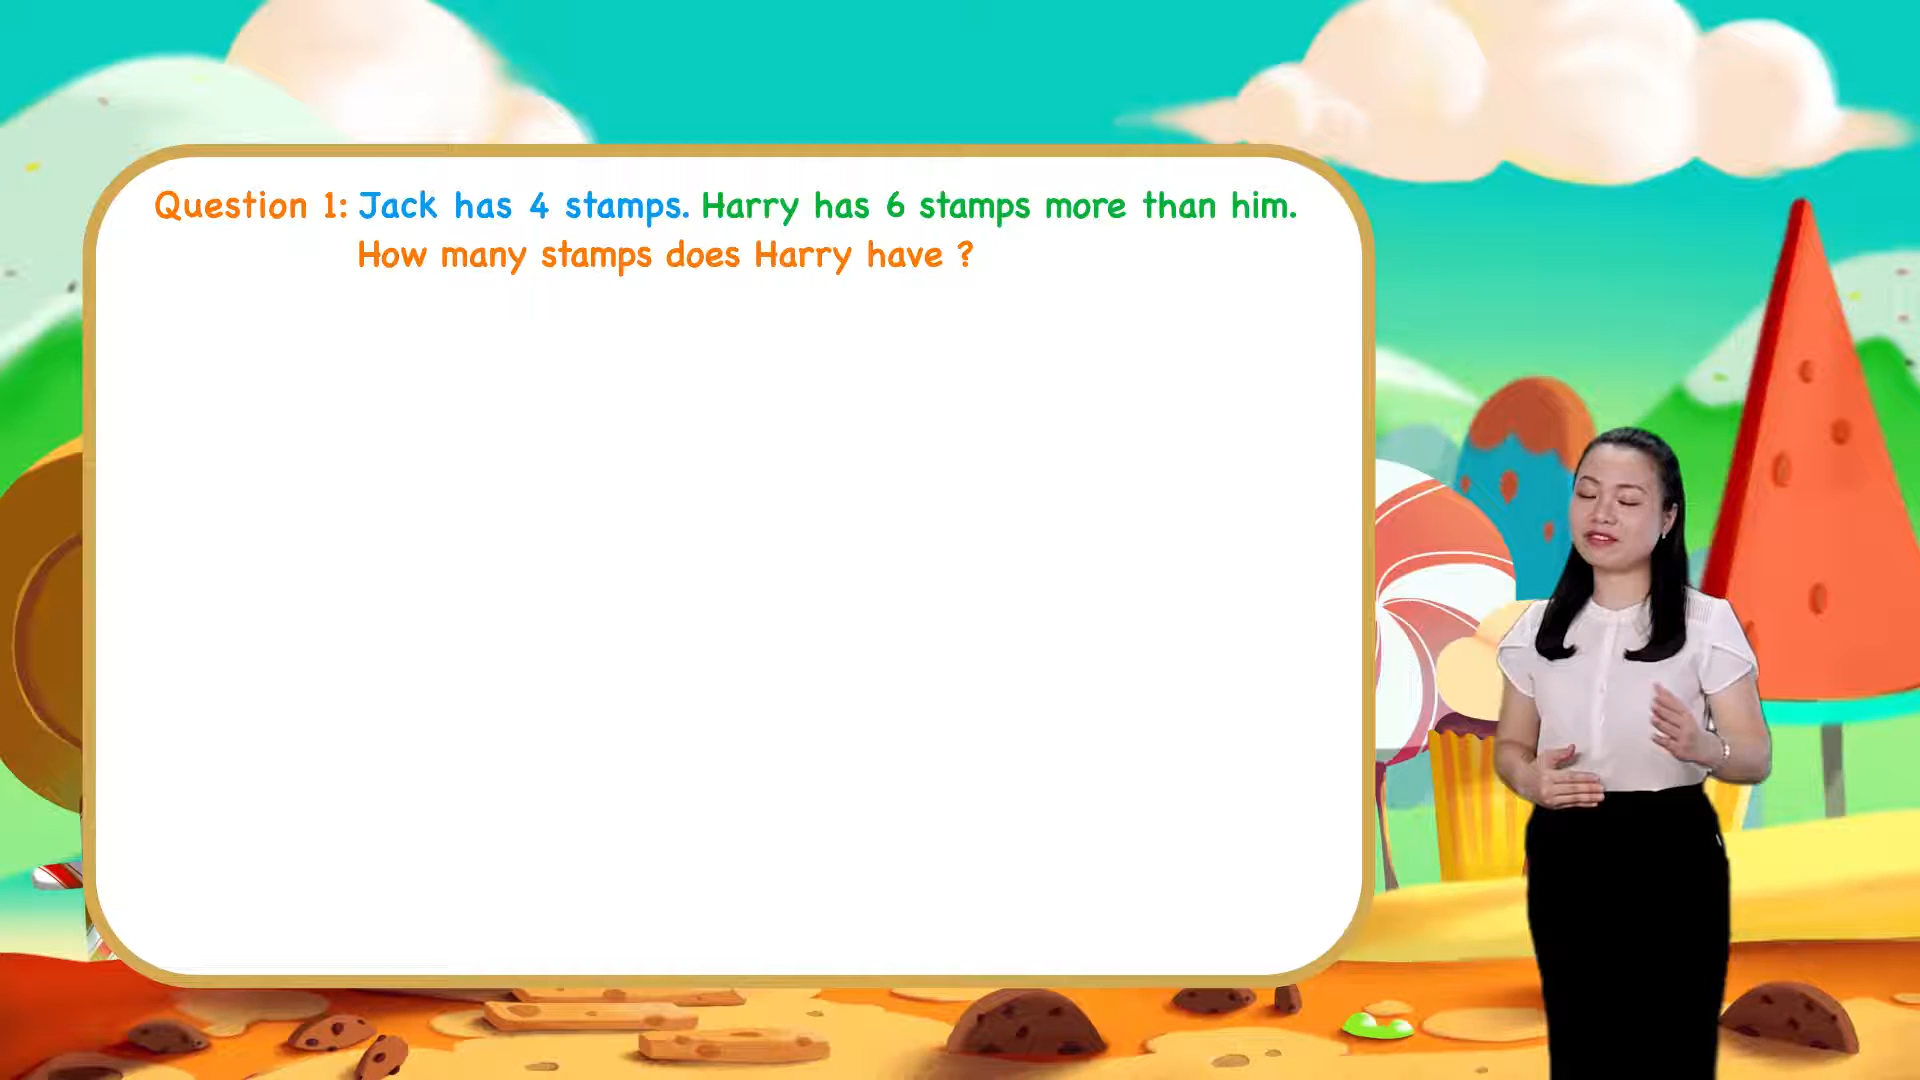 Question 1: Jack has 4 stamps. Harry has 6 stamps more than him.
How many stamps does Harry have ?